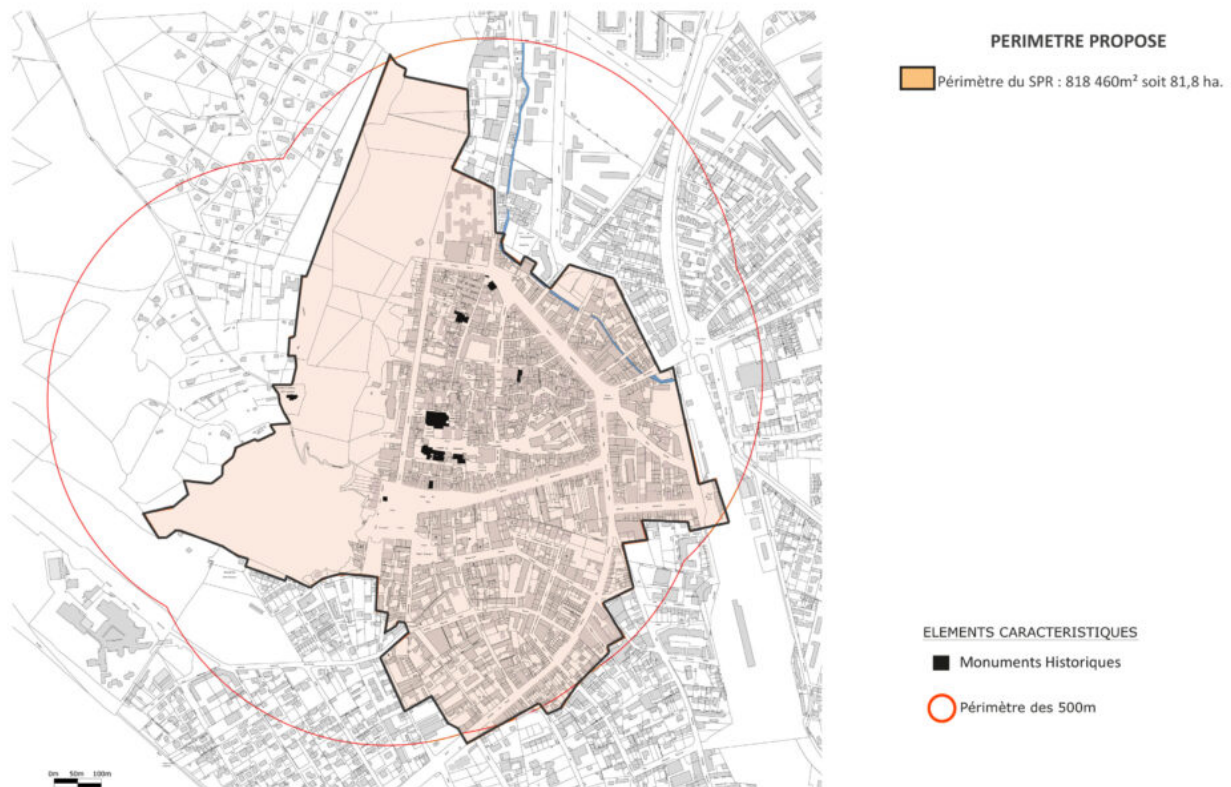 PERIMETRE PROPOSE
Périmètre du SPR : 818 460m² soit 81,8 ha.
ELEMENTS CARACTERISTIQUES
Monuments Historiques
Périmètre des 500m
0m 50m 100m